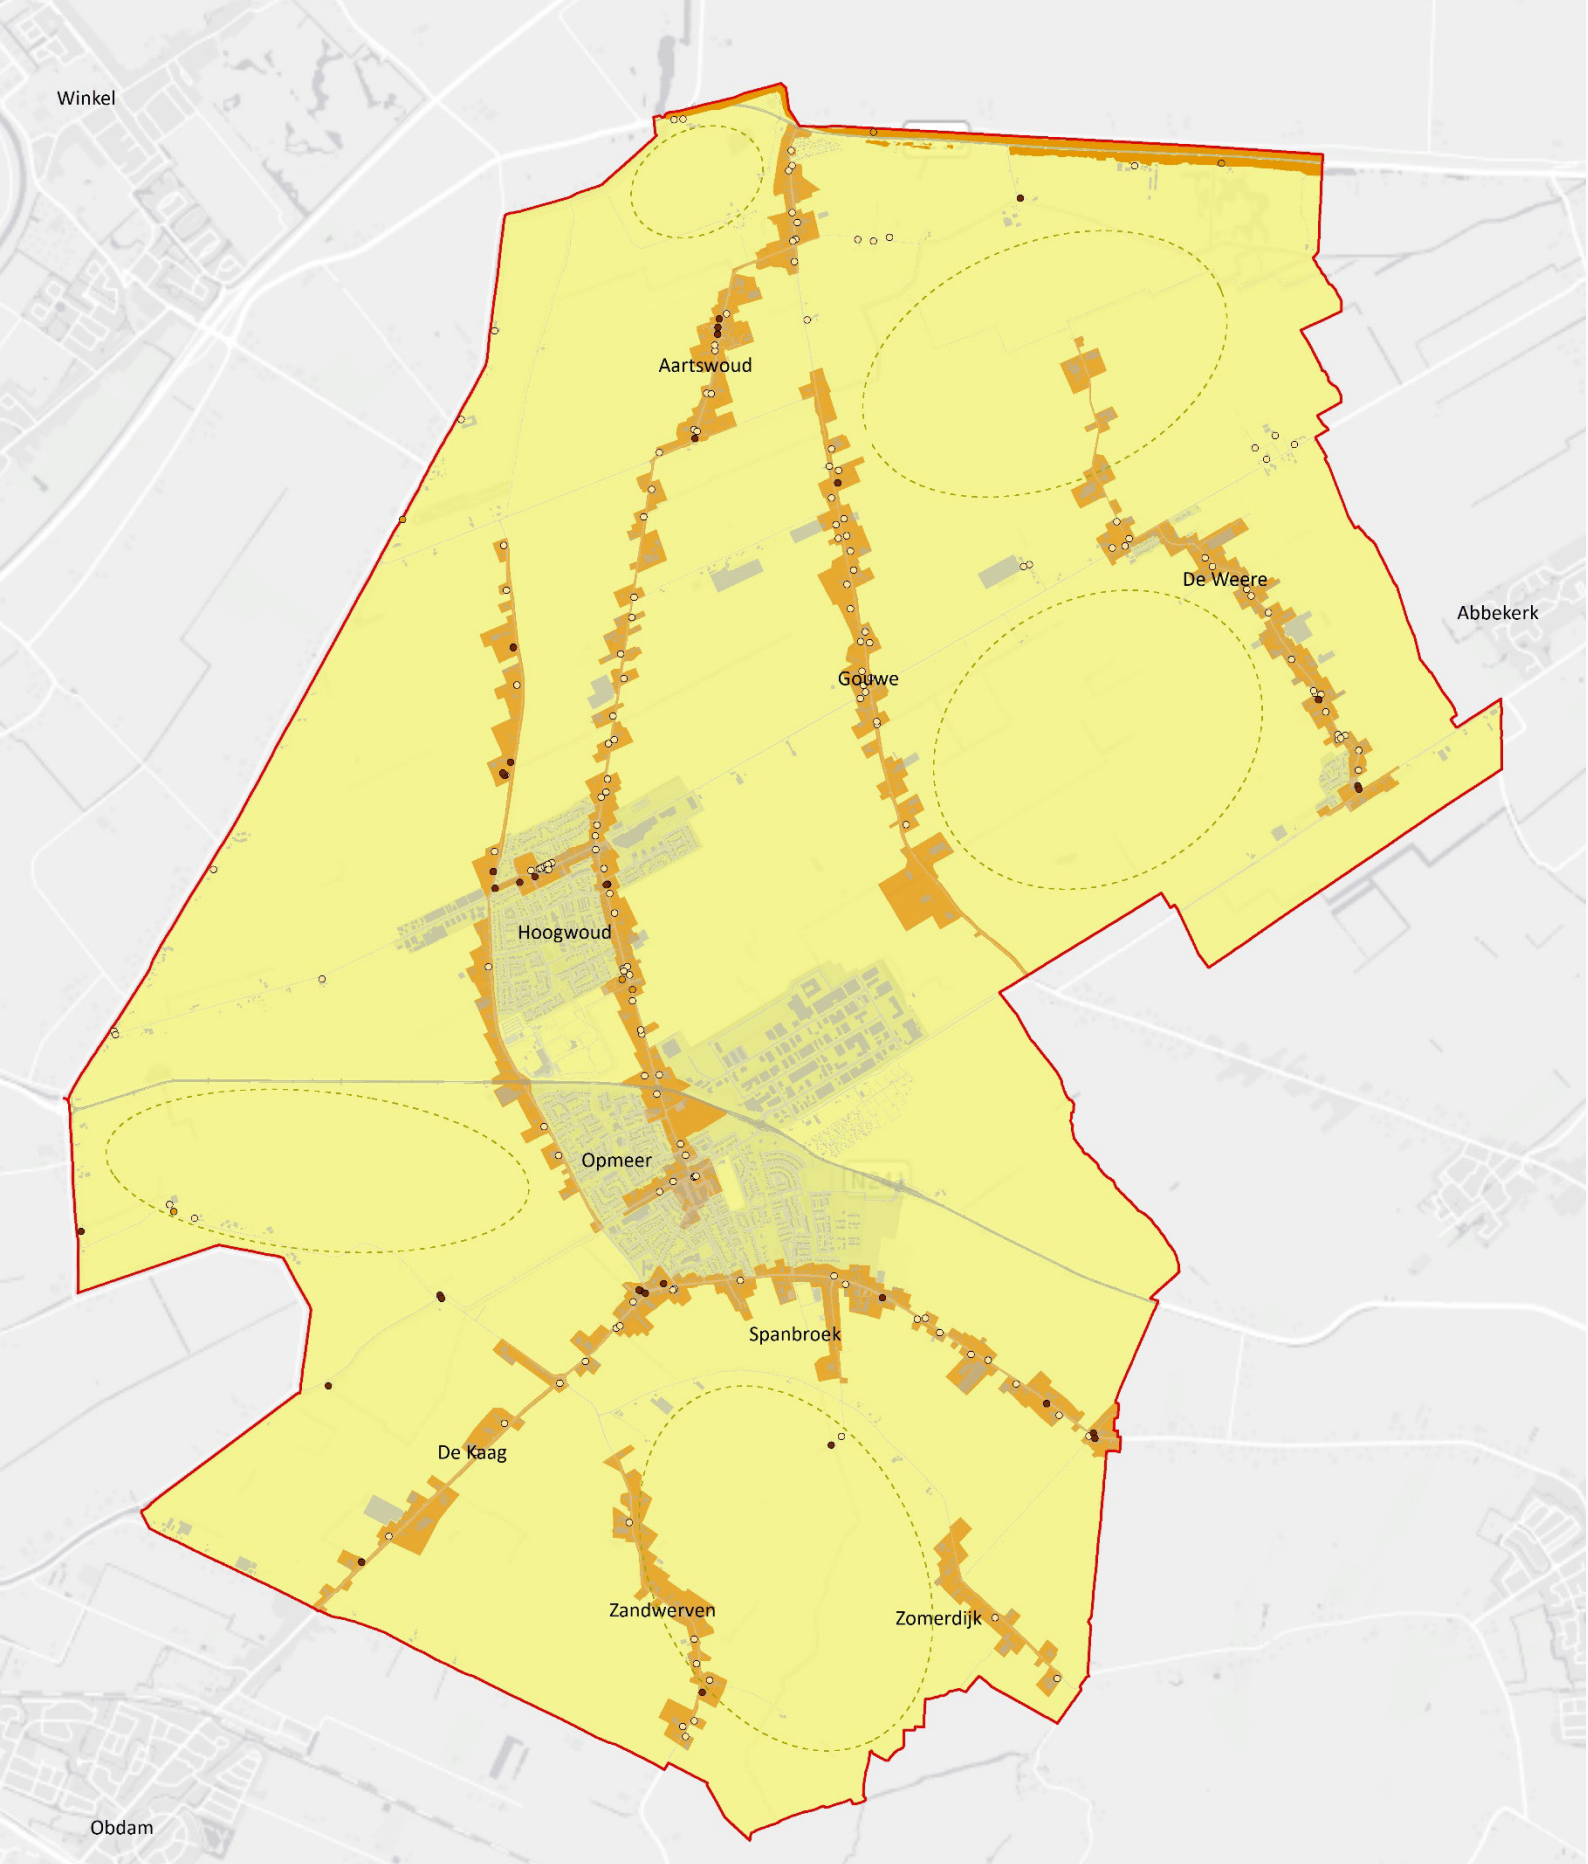 Winkel
Aartswoud
De Weere
Abbekerk
Gouwe
Hoogwoud
Opmeer
Spanbroek
De Kaag
Zandwerven
Zomerdijk
Obdam